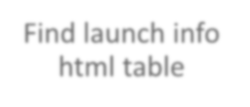 Find launch info
html table